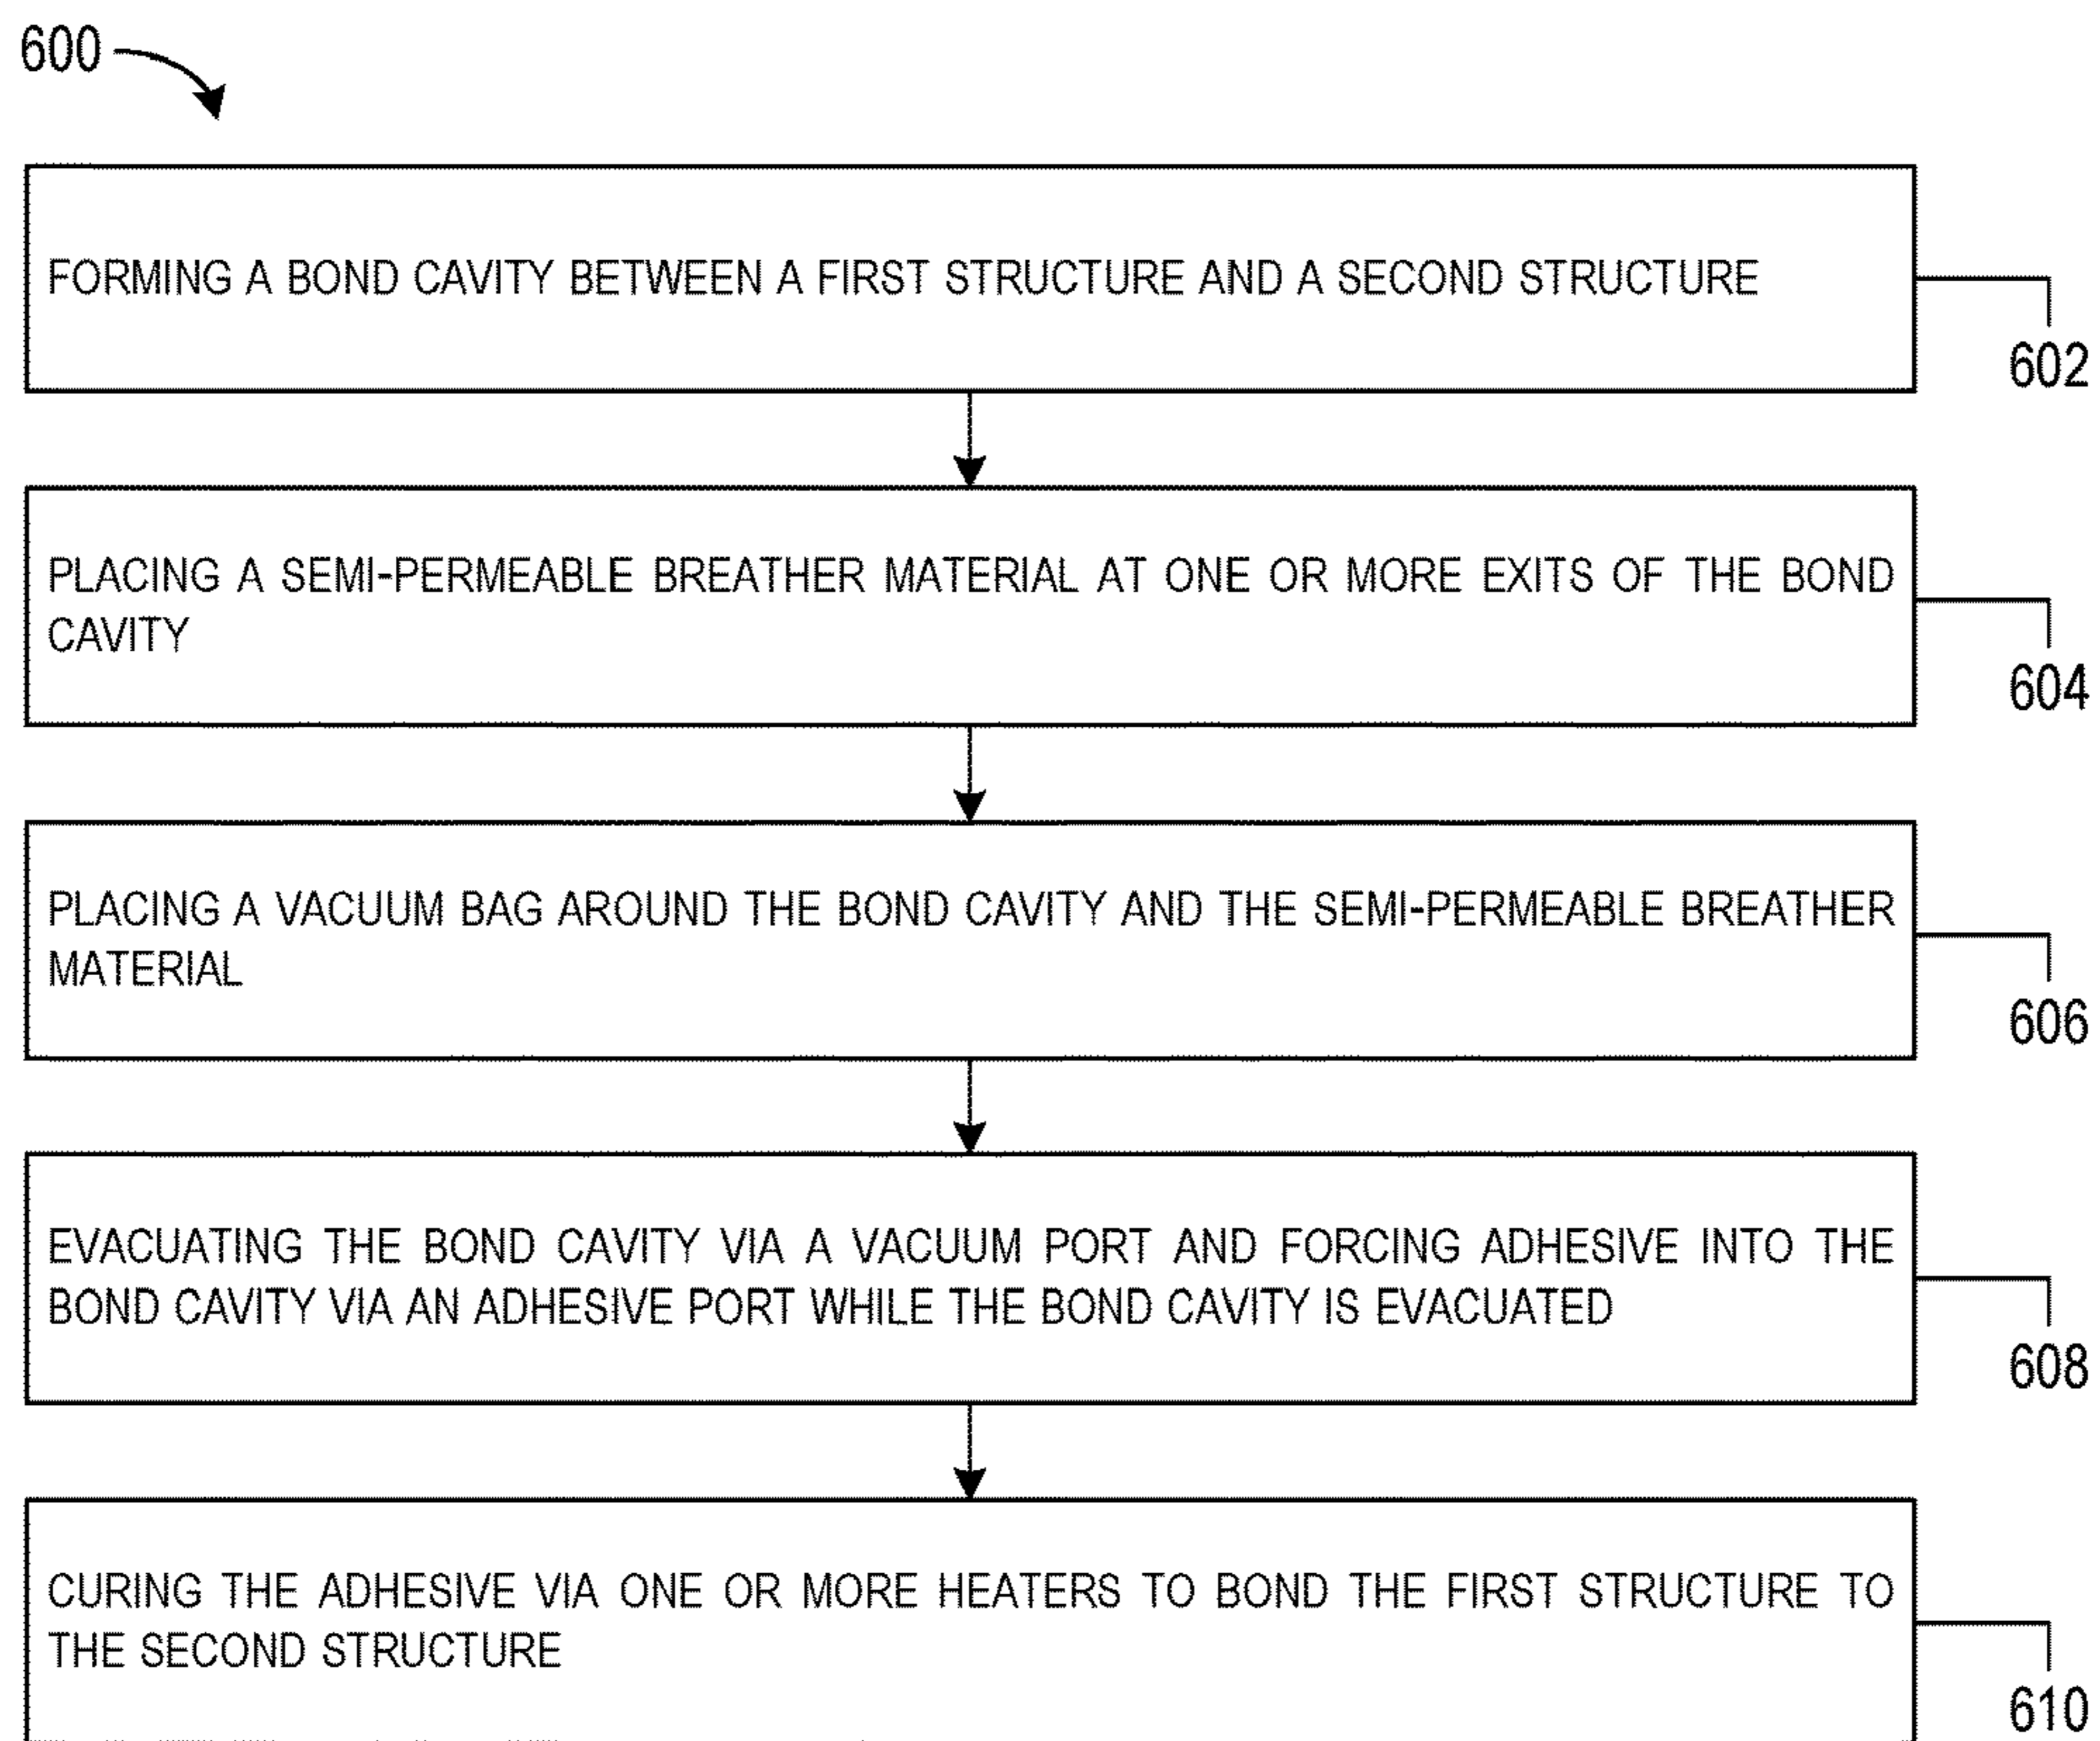 600
FORMING A BOND CAVITY BETWEEN A FIRST STRUCTURE AND A SECOND STRUCTURE
602
PLACING A SEMI-PERMEABLE BREATHER MATERIAL AT ONE OR MORE EXITS OF THE BOND
CAVITY
604
PLACING A VACUUM BAG AROUND THE BOND CAVITY AND THE SEMI-PERMEABLE BREATHER
MATERIAL
606
EVACUATING THE BOND CAVITY VIA A VACUUM PORT AND FORCING ADHESIVE INTO THE
BOND CAVITY VIA AN ADHESIVE PORT WHILE THE BOND CAVITY IS EVACUATED
608
CURING THE ADHESIVE VIA ONE OR MORE HEATERS TO BOND THE FIRST STRUCTURE TO
THE SECOND STRUCTURE
610